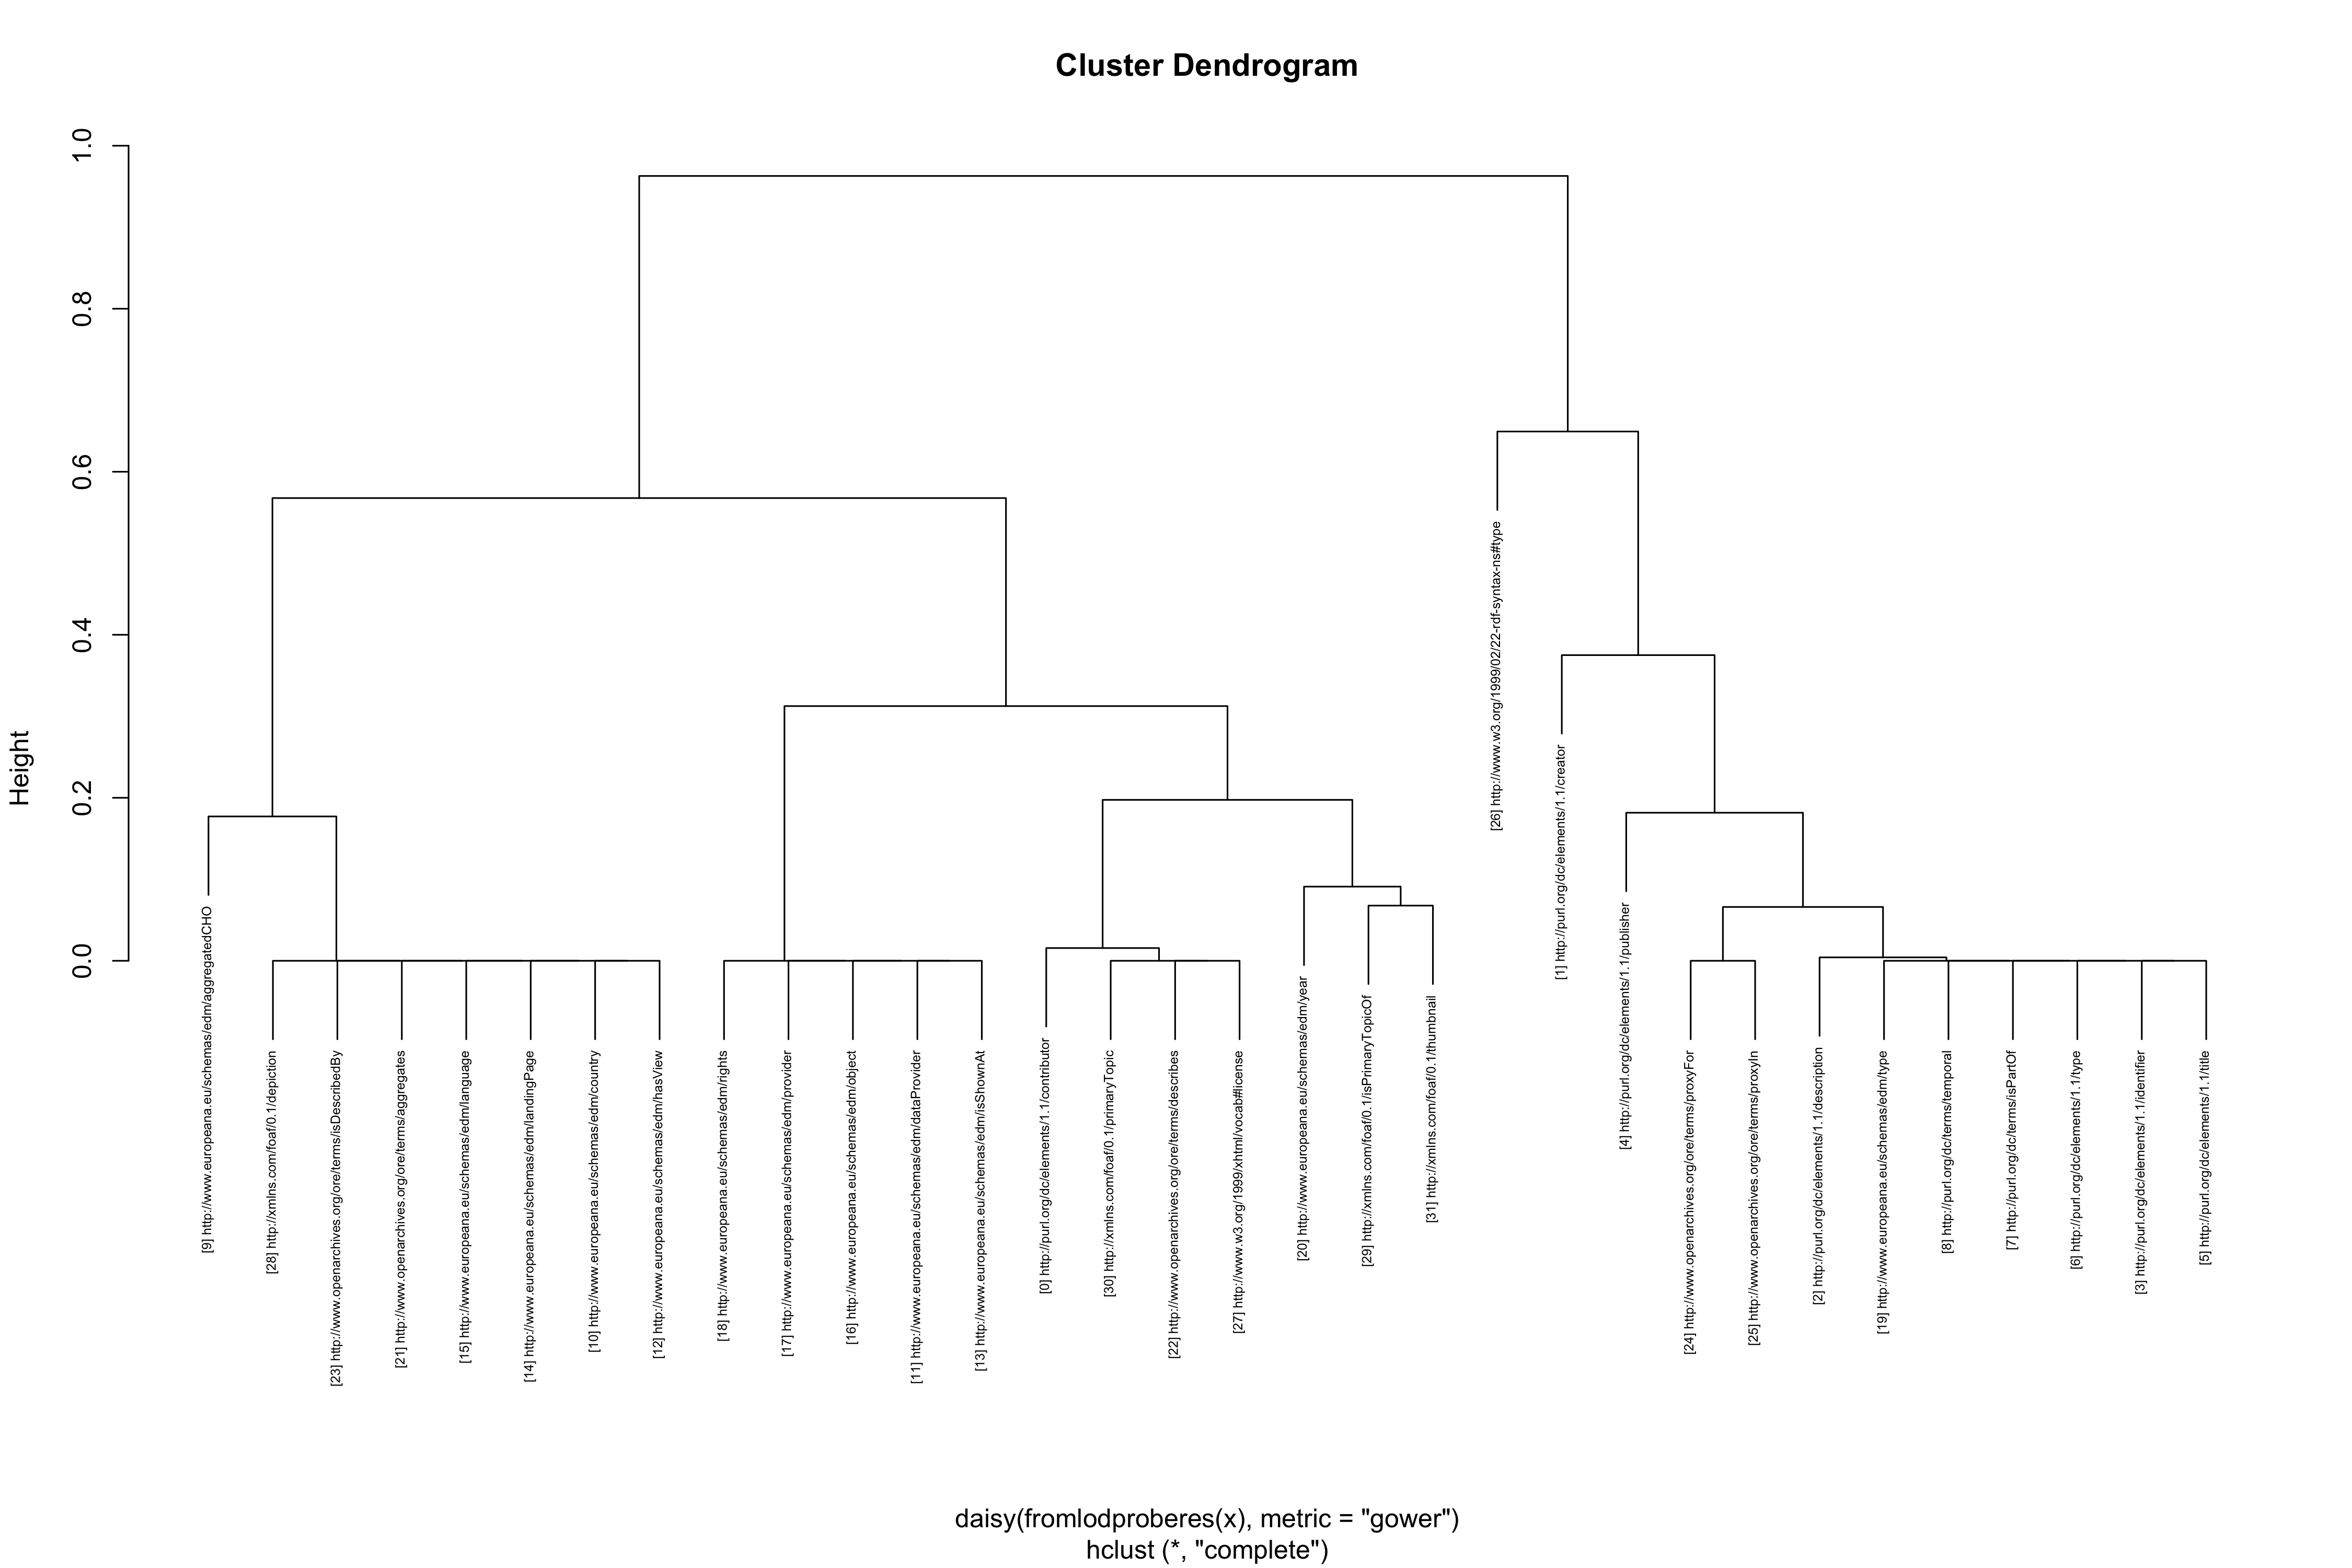 Cluster Dendrogram
1.0
0.8
0.6
0.4
0.2
0.0
Height
[9] http://www.europeana.eu/schemas/edm/aggregatedCHO
[28] http://xmlns.com/foaf/0.1/depiction
[23] http://www.openarchives.org/ore/terms/isDescribedBy
[21] http://www.openarchives.org/ore/terms/aggregates
[15] http://www.europeana.eu/schemas/edm/language
[14] http://www.europeana.eu/schemas/edm/landingPage
[10] http://www.europeana.eu/schemas/edm/country
[12] http://www.europeana.eu/schemas/edm/hasView
[18] http://www.europeana.eu/schemas/edm/rights
[17] http://www.europeana.eu/schemas/edm/provider
[16] http://www.europeana.eu/schemas/edm/object
[11] http://www.europeana.eu/schemas/edm/dataProvider
[13] http://www.europeana.eu/schemas/edm/isShownAt
[0] http://purl.org/dc/elements/1.1/contributor
[30] http://xmlns.com/foaf/0.1/primaryTopic
[22] http://www.openarchives.org/ore/terms/describes
[27] http://www.w3.org/1999/xhtml/vocab#license
[20] http://www.europeana.eu/schemas/edm/year
[29] http://xmlns.com/foaf/0.1/isPrimaryTopicOf
[31] http://xmlns.com/foaf/0.1/thumbnail
[26] http://www.w3.org/1999/02/22-rdf-syntax-ns#type
[1] http://purl.org/dc/elements/1.1/creator
[4] http://purl.org/dc/elements/1.1/publisher
[24] http://www.openarchives.org/ore/terms/proxyFor
[25] http://www.openarchives.org/ore/terms/proxyIn
[2] http://purl.org/dc/elements/1.1/description
[19] http://www.europeana.eu/schemas/edm/type
[8] http://purl.org/dc/terms/temporal
[7] http://purl.org/dc/terms/isPartOf
[6] http://purl.org/dc/elements/1.1/type
[3] http://purl.org/dc/elements/1.1/identifier
[5] http://purl.org/dc/elements/1.1/title
daisy(fromlodproberes(x), metric = "gower")
hclust (*, "complete")